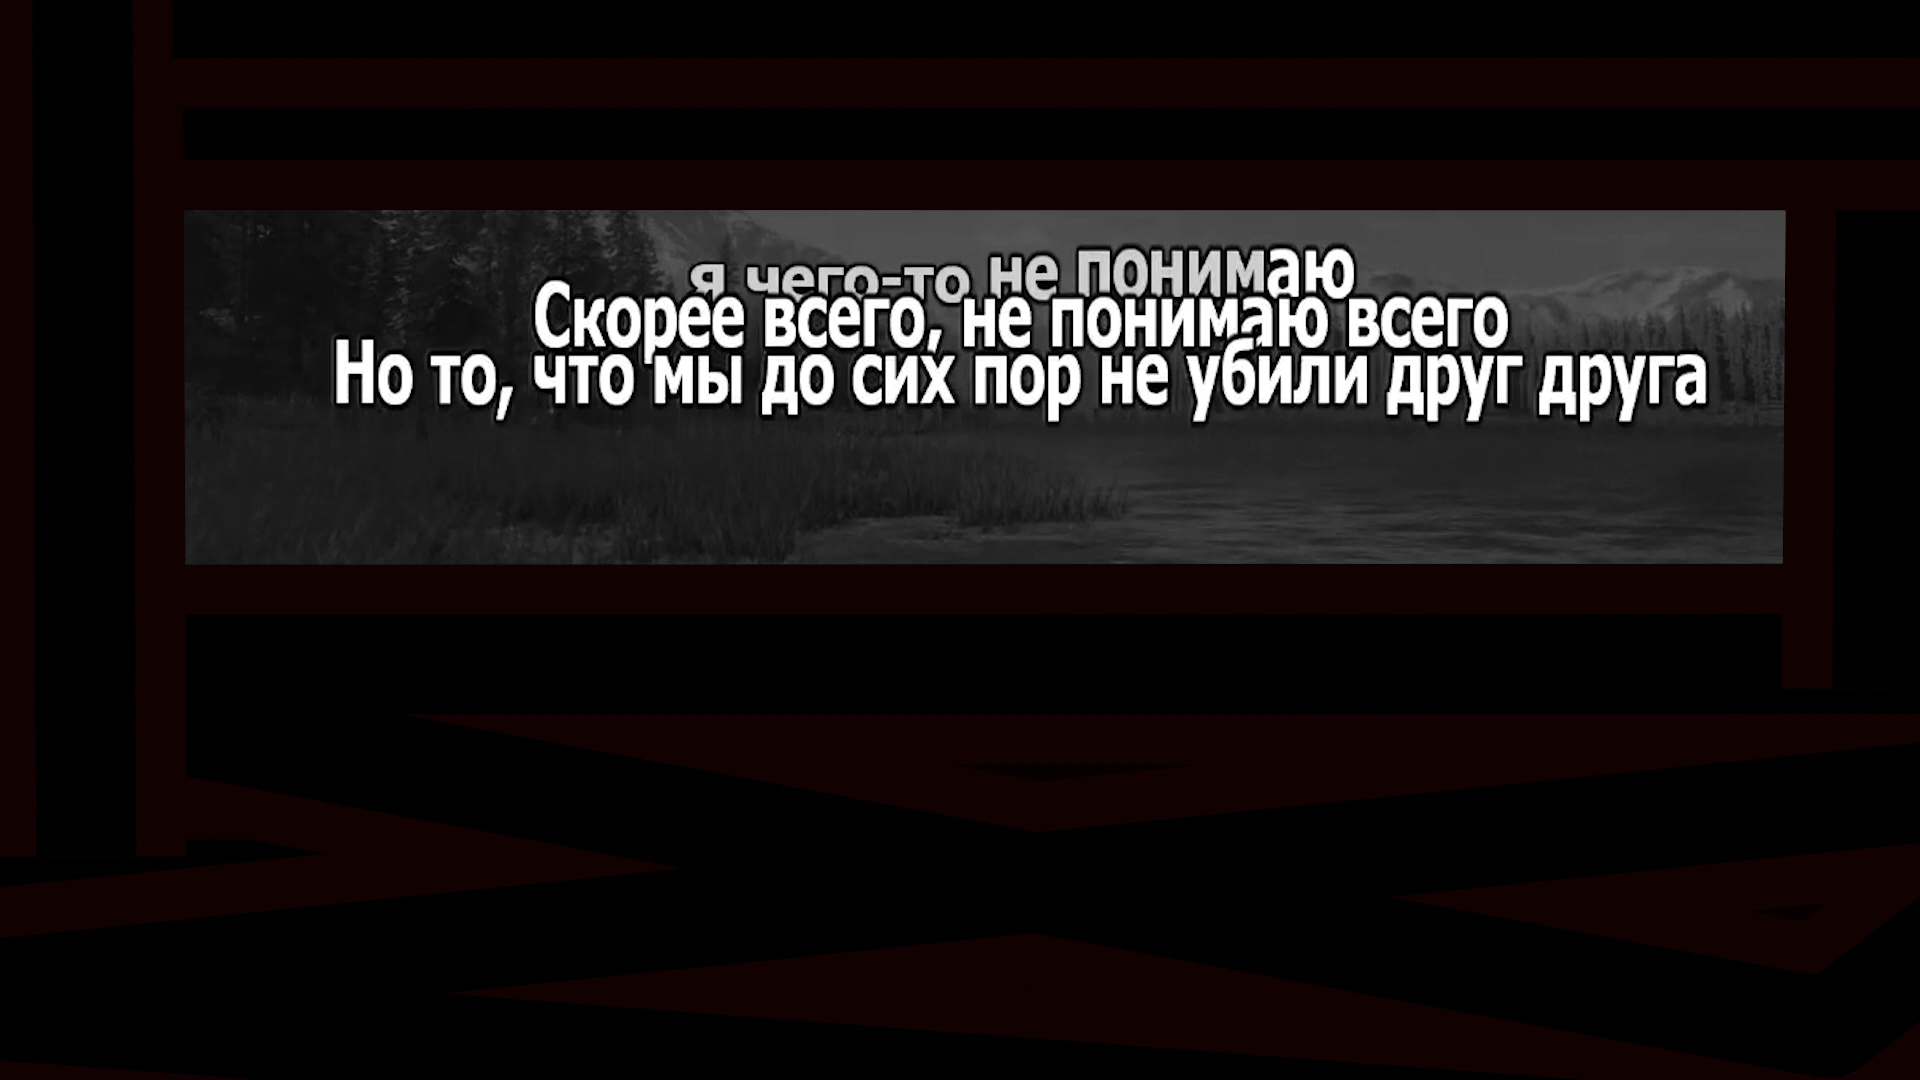 я чего-то не понимаю
Скорее всего, не понимаю всего
Но то, что мы до сих пор не убили друг друга